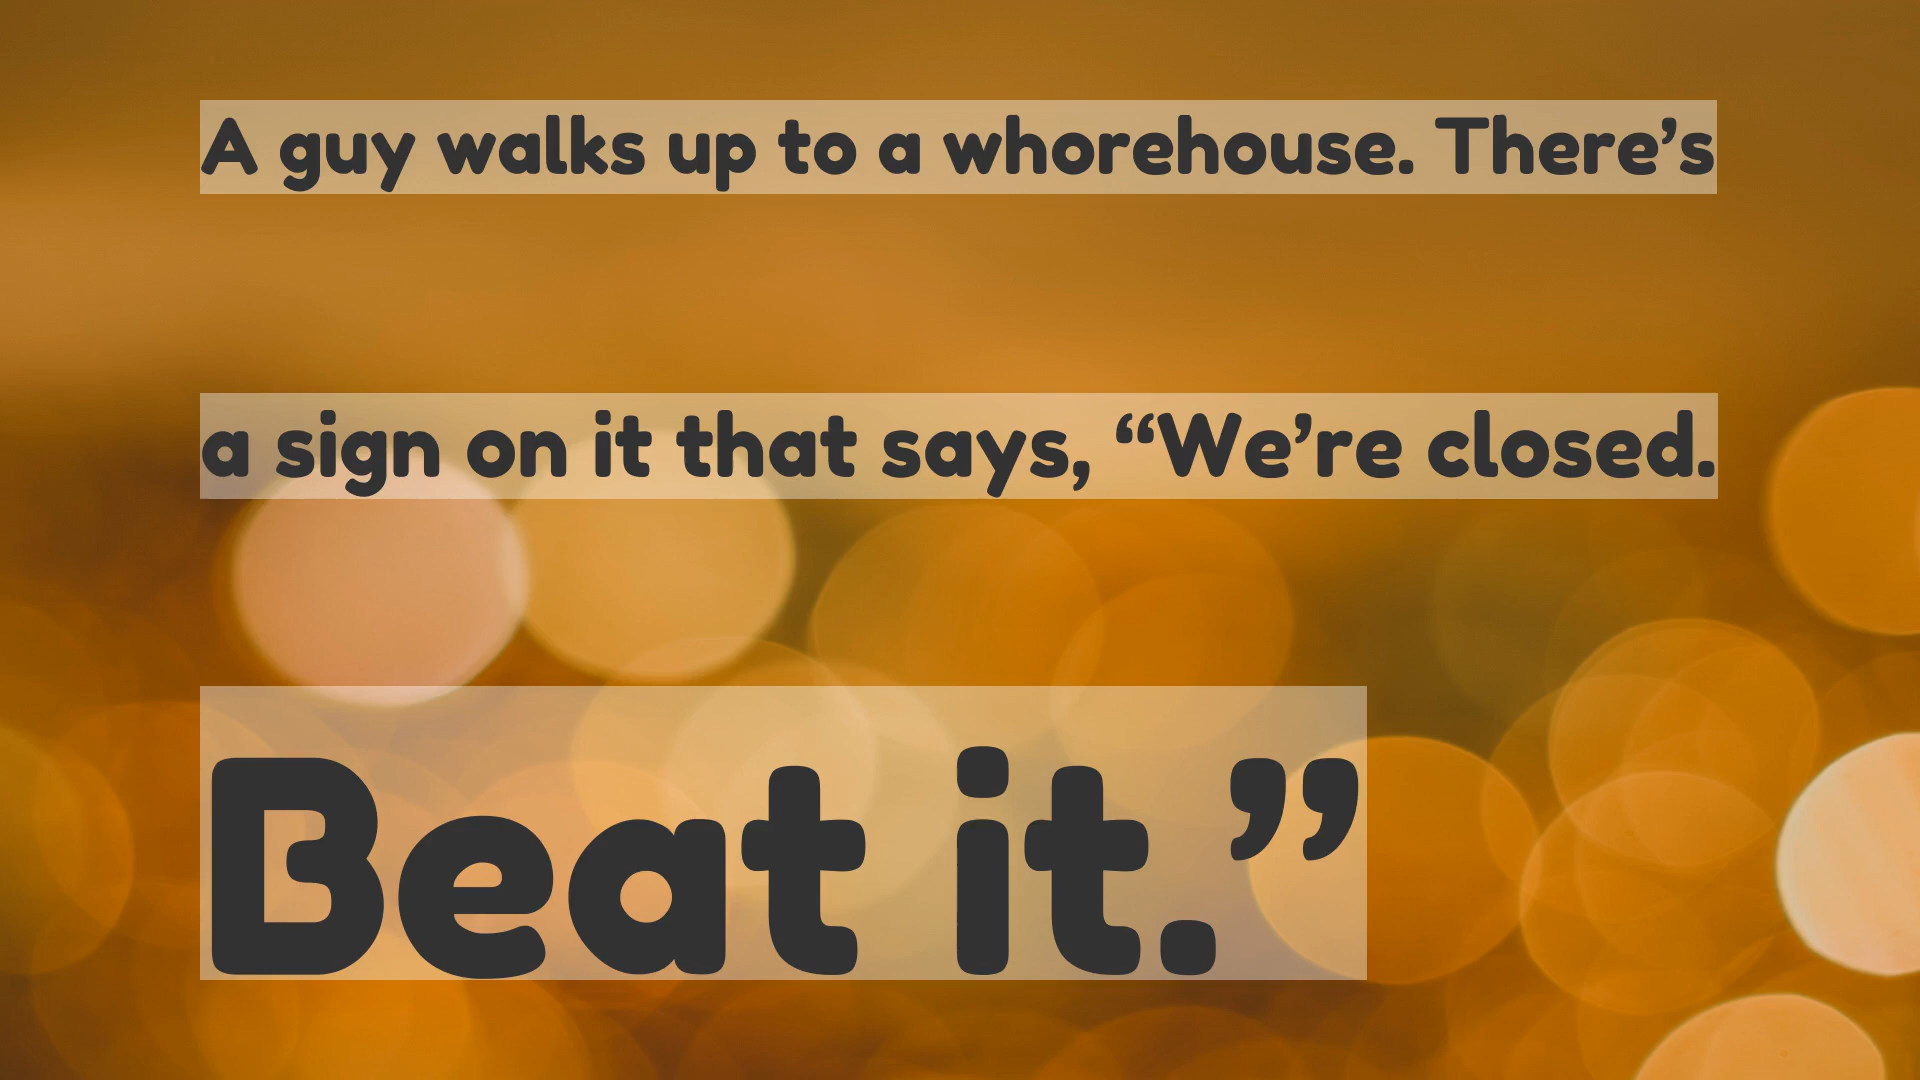 A guy walks up to a whorehouse. There’s
a sign on it that says, “We’re closed.
Beat it.”